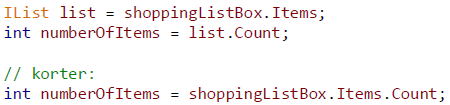 IList list = shoppingListBox.Items;
int numberOfItems = list.Count;

// korter:
int numberOfItems = shoppingListBox.Items.Count;